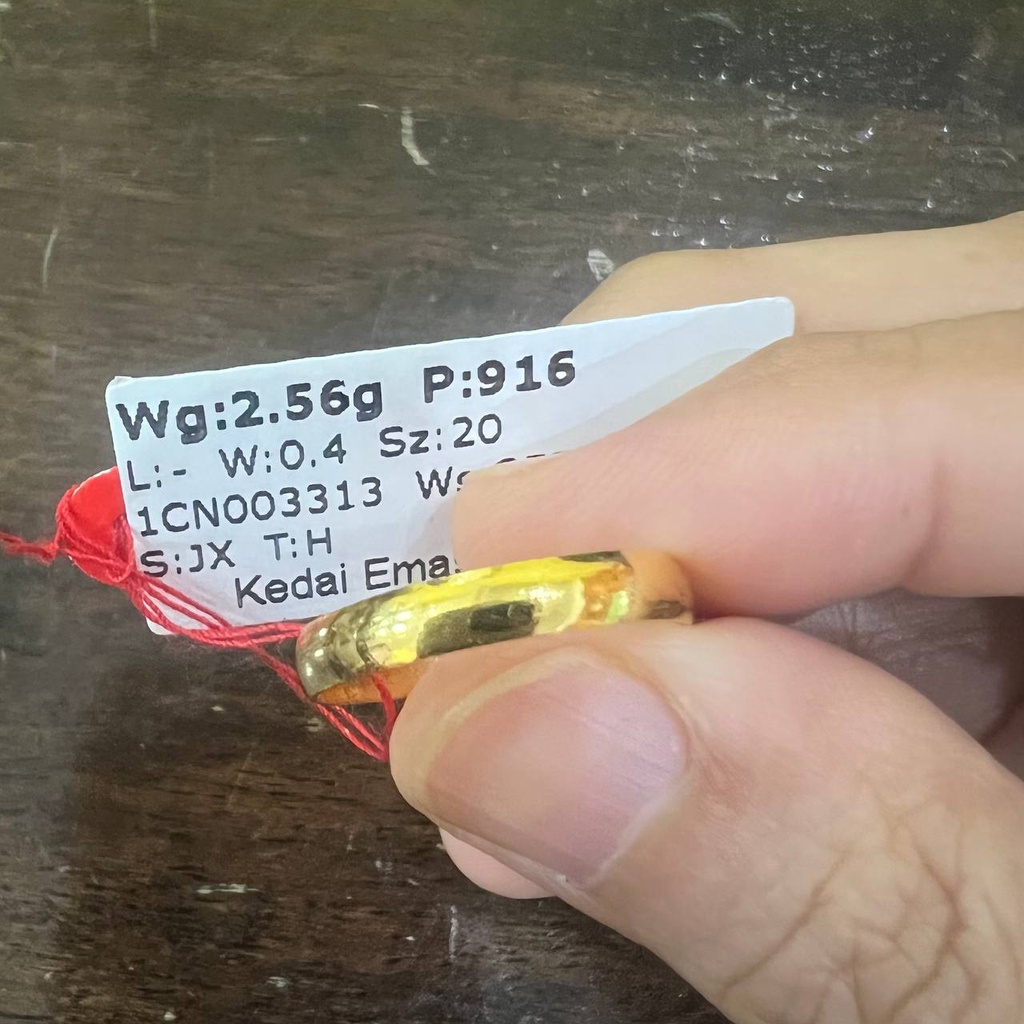 Wg:2.56g P:916
L:- W:0.4 Sz:20
1CN003313
S:JX T:H
Kedai Emas